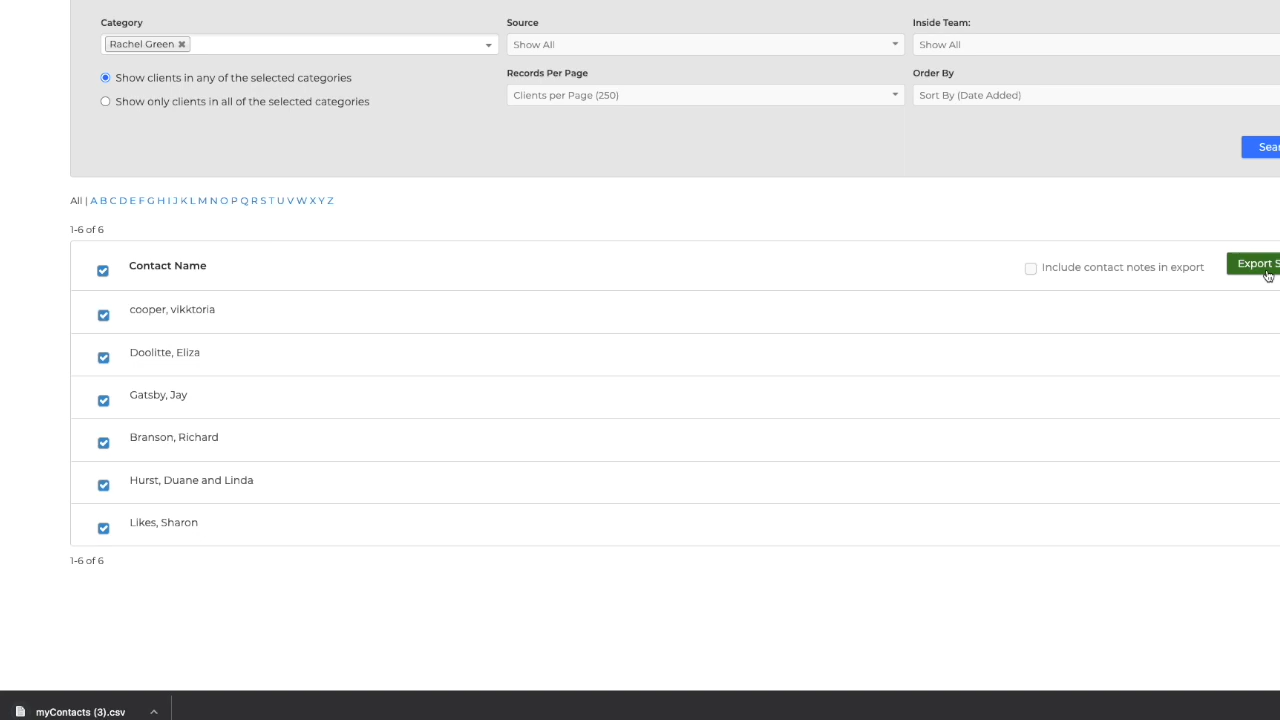 Category Source Inside Team:
Rachel Green Show All Show All
Show clients in any of the selected categories Records Per Page Order By
Clients per Page (250) Sort By (Date Added)
Show only clients in all of the selected categories
Sea
All | A B C D E F G H I J K L M N O P Q R S T U V W X Y Z
1-6 of 6
Contact Name Include contact notes in export Export S
cooper, vikktoria
Doolitte, Eliza
Gatsby, Jay
Branson, Richard
Hurst, Duane and Linda
Likes, Sharon
1-6 of 6
myContacts (3).csv